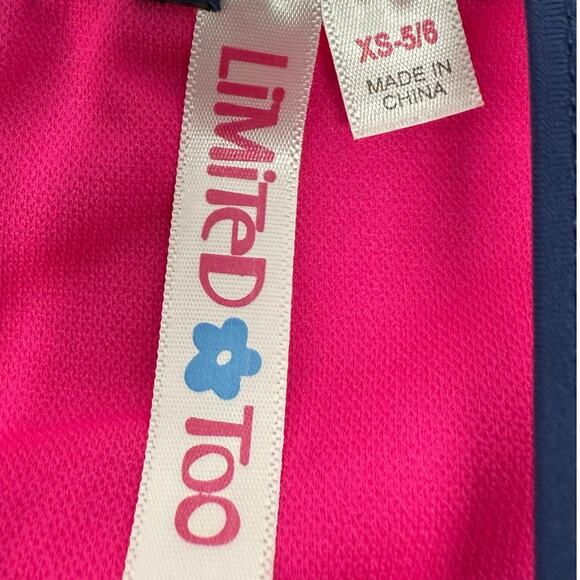 LiMiTeD TOO
XS-5/6
MADE IN
CHINA